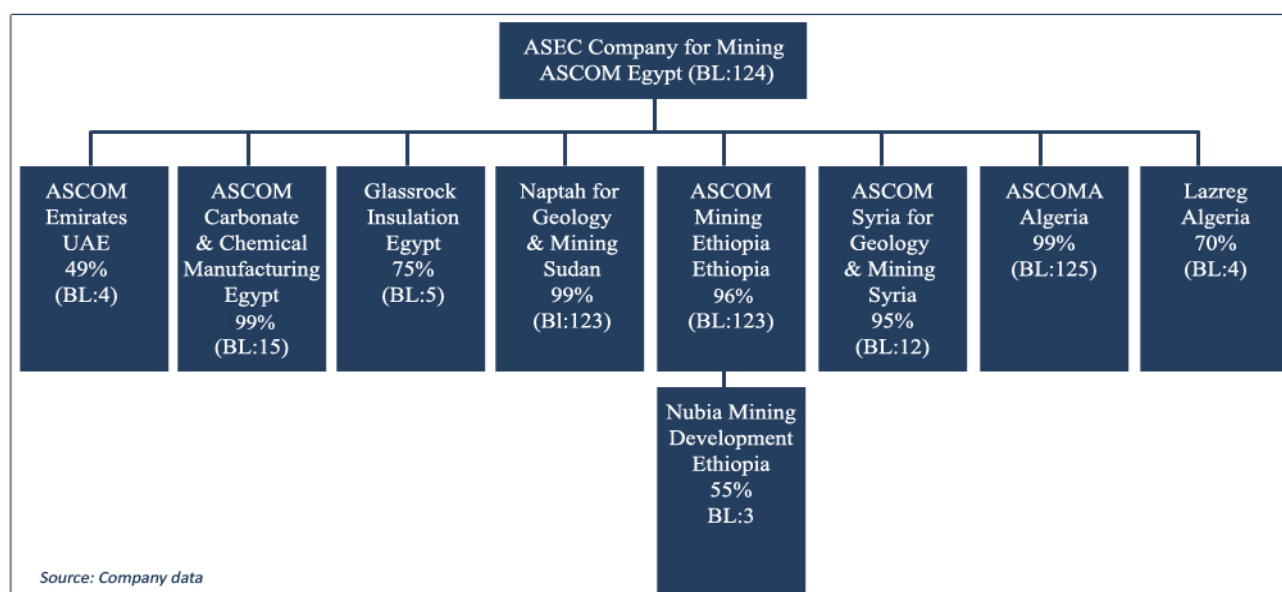 ASEC Company for Mining
ASCOM Egypt (BL:124)
ASCOM
Emirates
UAE
49%
(BL:4)
ASCOM
Carbonate
& Chemical
Manufacturing
Egypt
99%
(BL:15)
Glassrock
Insulation
Egypt
75%
(BL:5)
Naptah for
Geology
& Mining
Sudan
99%
(Bl:123)
ASCOM
Mining
Ethiopia
Ethiopia
96%
(BL:123)
ASCOM
Syria for
Geology
& Mining
Syria
95%
(BL:12)
ASCOMA
Algeria
99%
(BL:125)
Lazreg
Algeria
70%
(BL:4)
Nubia Mining
Development
Ethiopia
55%
BL:3
Source: Company data